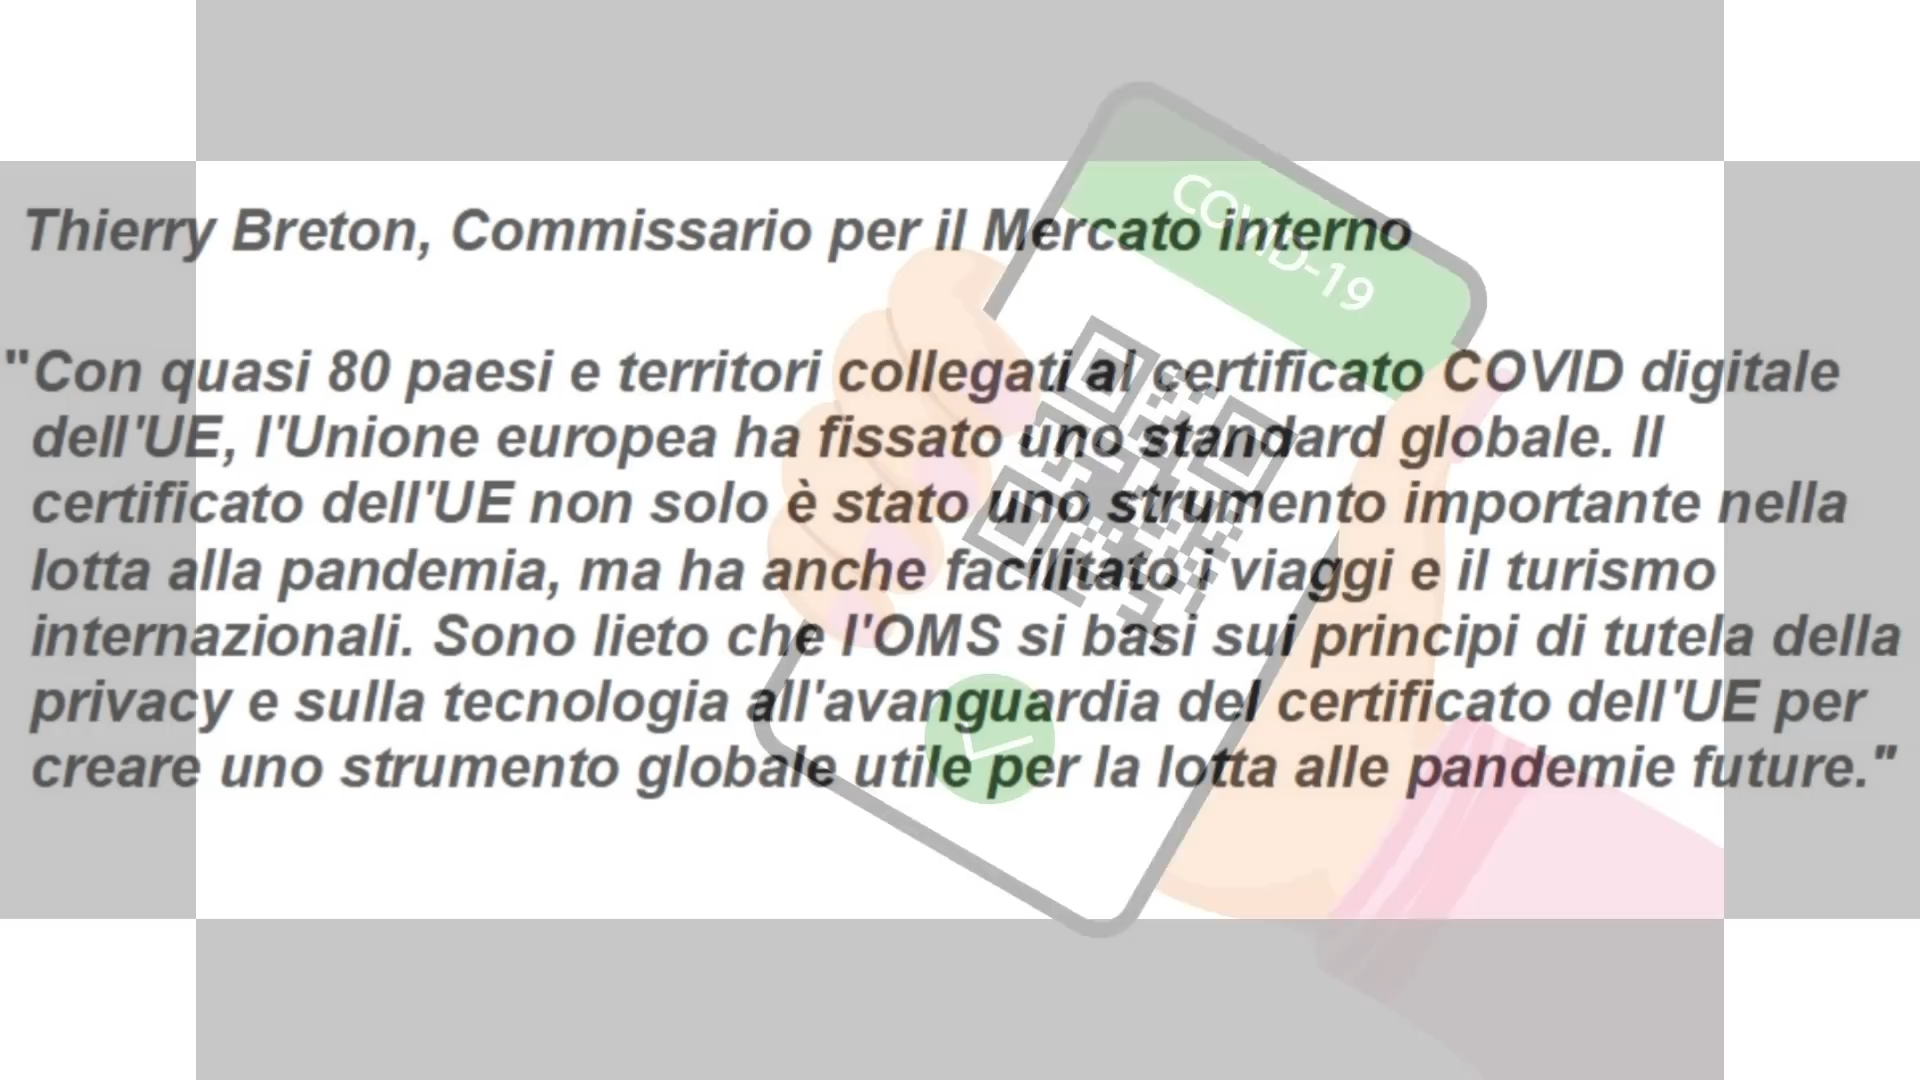 Thierry Breton, Commissario per il Mercato interno
COVID-19
"Con quasi 80 paesi e territori collegati al certificato COVID digitale
dell'UE, l'Unione europea ha fissato uno standard globale. Il
certificato dell'UE non solo è stato uno strumento importante nella
lotta alla pandemia, ma ha anche facilitato i viaggi e il turismo
internazionali. Sono lieto che l'OMS si basi sui principi di tutela della
privacy e sulla tecnologia all'avanguardia del certificato dell'UE per
creare uno strumento globale utile per la lotta alle pandemie future."